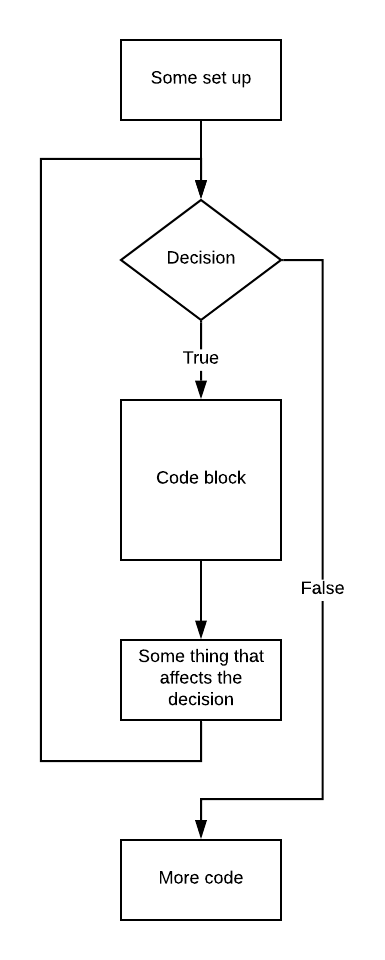 Some set up
Decision
True
Code block
False
Some thing that
affects the
decision
More code